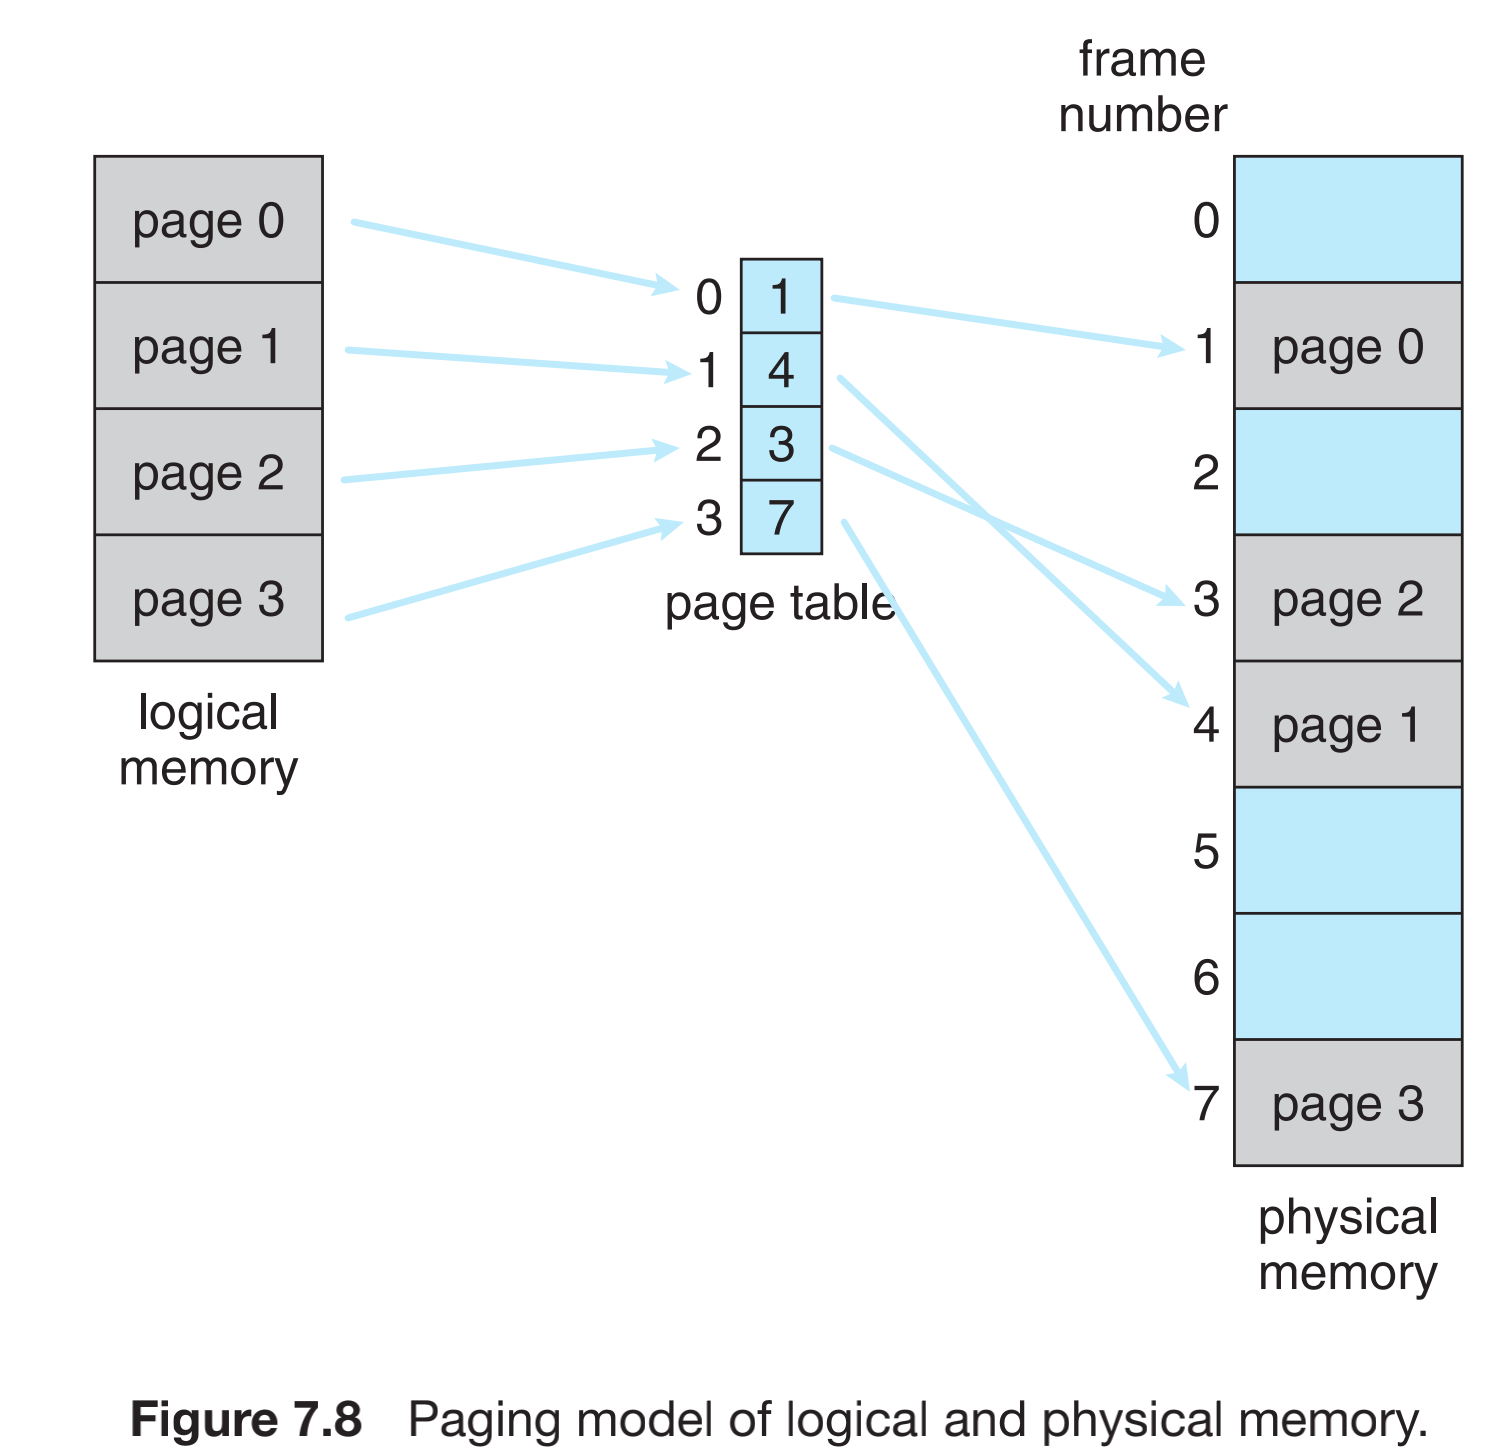 frame
number
page 0
page 1
page 2
page 3
logical
memory
0 1
1 4
2 3
3 7
page table
0
1 page 0
2
3 page 2
4 page 1
5
6
7 page 3
physical
memory
Figure 7.8 Paging model of logical and physical memory.